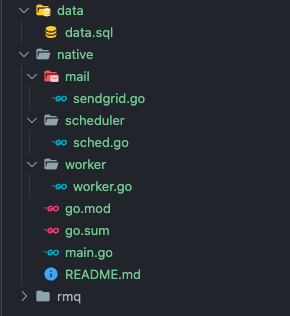 data
data.sql
native
mail
sendgrid.go
scheduler
sched.go
worker
worker.go
go.mod
go.sum
main.go
README.md
rmq